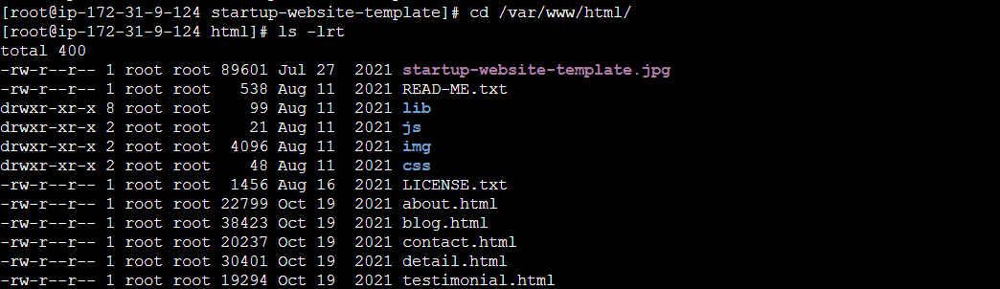 [root@ip-172-31-9-124 startup-website-template]# cd /var/www/html/
[root@ip-172-31-9-124 html]# ls -lrt
total 400
-rw-r--r-- 1 root root 89601 Jul 27  2021 startup-website-template.jpg
-rw-r--r-- 1 root root   538 Aug 11  2021 READ-ME.txt
drwxr-xr-x 8 root root    99 Aug 11  2021 lib
drwxr-xr-x 2 root root    21 Aug 11  2021 js
drwxr-xr-x 2 root root  4096 Aug 11  2021 img
drwxr-xr-x 2 root root    48 Aug 11  2021 css
-rw-r--r-- 1 root root  1456 Aug 16  2021 LICENSE.txt
-rw-r--r-- 1 root root 22799 Oct 19  2021 about.html
-rw-r--r-- 1 root root 38423 Oct 19  2021 blog.html
-rw-r--r-- 1 root root 20237 Oct 19  2021 contact.html
-rw-r--r-- 1 root root 30401 Oct 19  2021 detail.html
-rw-r--r-- 1 root root 19294 Oct 19  2021 testimonial.html